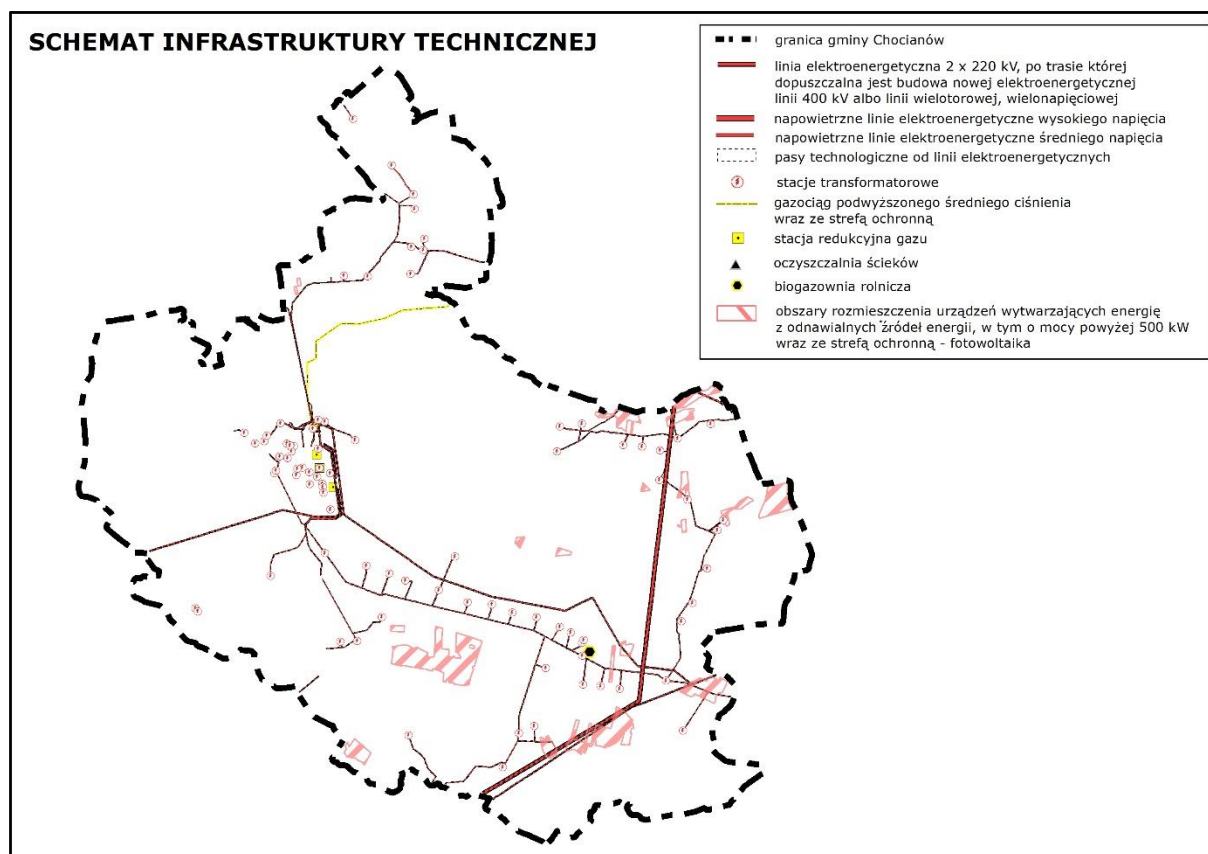 SCHEMAT INFRASTRUKTURY TECHNICZNEJ
granica gminy Chocianów
linia elektroenergetyczna 2 x 220 kV, po trasie której
dopuszczalna jest budowa nowej elektroenergetycznej
linii 400 kV albo linii wielotorowej, wielonapięciowej
napowietrzne linie elektroenergetyczne wysokiego napięcia
napowietrzne linie elektroenergetyczne średniego napięcia
pasy technologiczne od linii elektroenergetycznych
stacje transformatorowe
gazociąg podwyższonego średniego ciśnienia
wraz ze strefą ochronną
stacja redukcyjna gazu
oczyszczalnia ścieków
biogazownia rolnicza
obszary rozmieszczenia urządzeń wytwarzających energię
z odnawialnych źródeł energii, w tym o mocy powyżej 500 kW
wraz ze strefą ochronną - fotowoltaika